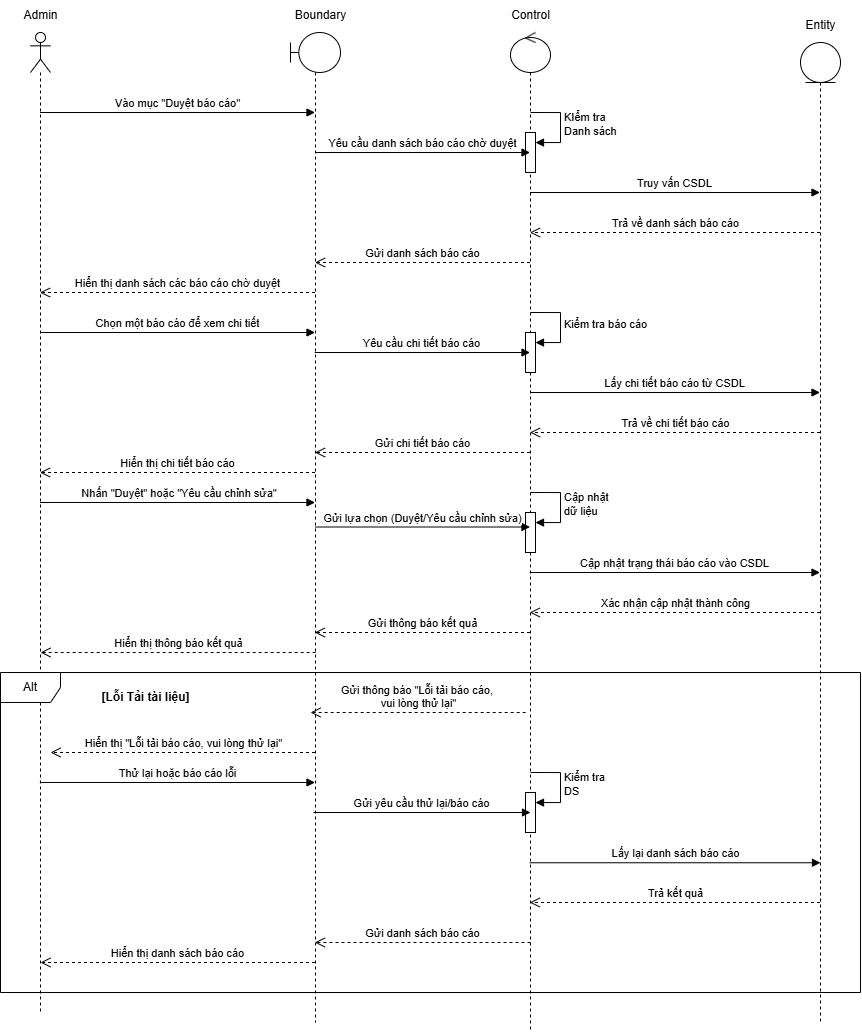 Admin
Boundary
Control
Entity
Vào mục "Duyệt báo cáo"
KIểm tra
Danh sách
Yêu cầu danh sách báo cáo chờ duyệt
Truy vấn CSDL
Trả về danh sách báo cáo
Gửi danh sách báo cáo
Hiển thị danh sách các báo cáo chờ duyệt
Chọn một báo cáo để xem chi tiết
Kiểm tra báo cáo
Yêu cầu chi tiết báo cáo
Lấy chi tiết báo cáo từ CSDL
Trả về chi tiết báo cáo
Gửi chi tiết báo cáo
Hiển thị chi tiết báo cáo
Nhấn "Duyệt" hoặc "Yêu cầu chỉnh sửa"
Cập nhật
dữ liệu
Gửi lựa chọn (Duyệt/Yêu cầu chỉnh sửa)
Cập nhật trạng thái báo cáo vào CSDL
Xác nhận cập nhật thành công
Gửi thông báo kết quả
Hiển thị thông báo kết quả
Alt
[Lỗi Tải tài liệu]
Gửi thông báo "Lỗi tải báo cáo,
vui lòng thử lại"
Hiển thị "Lỗi tải báo cáo, vui lòng thử lại"
Thử lại hoặc báo cáo lỗi
Kiểm tra
DS
Gửi yêu cầu thử lại/báo cáo
Lấy lại danh sách báo cáo
Trả kết quả
Gửi danh sách báo cáo
Hiển thị danh sách báo cáo